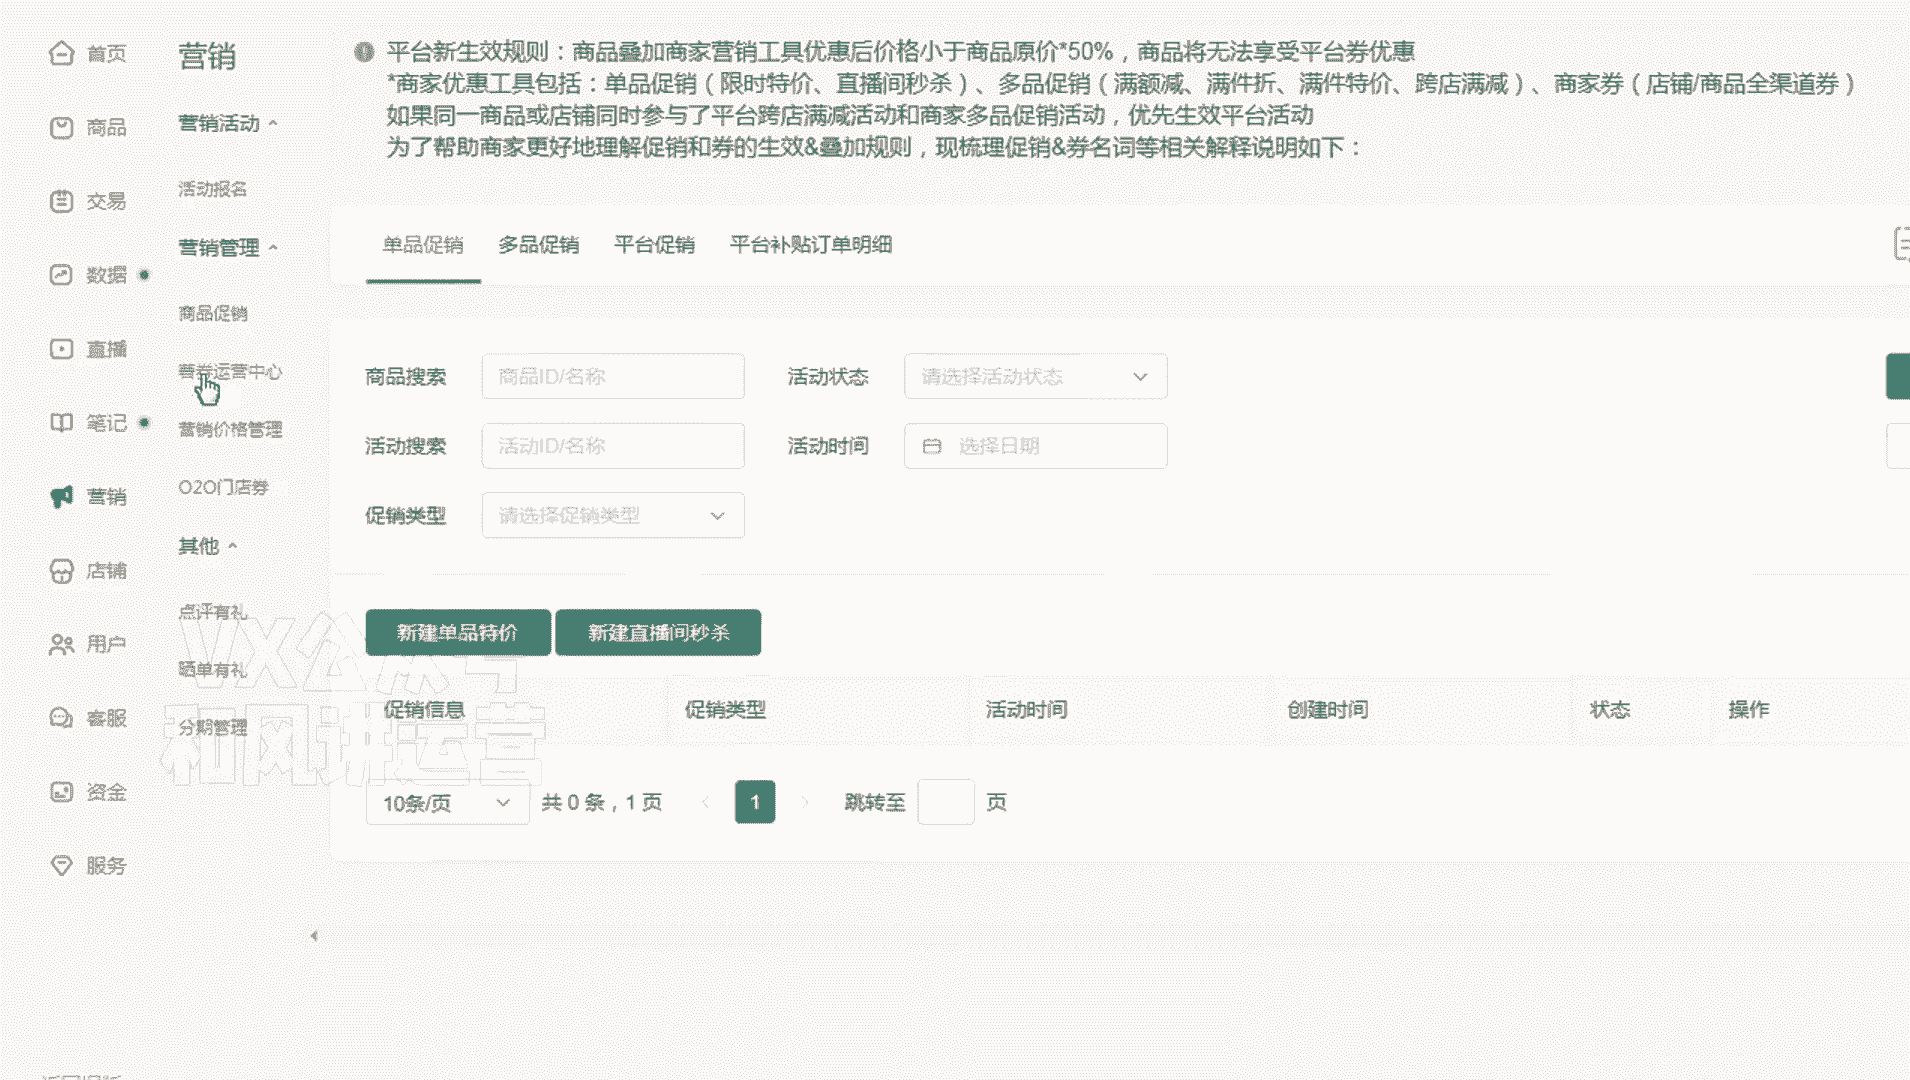 首页
商品
交易
数据
直播
笔记
营销
店铺
用户
客服
资金
服务
营销
营销活动
活动报名
营销管理
商品促销
荐券运营中心
营销价格管理
O2O门店券
其他
点评有礼
晒单有礼
分期管理
平台新生效规则：商品叠加商家营销工具优惠后价格小于商品原价*50%，商品将无法享受平台券优惠
*商家优惠工具包括：单品促销（限时特价、直播间秒杀）、多品促销（满额减、满件折、满件特价、跨店满减）、商家券（店铺/商品全渠道券）
如果同一商品或店铺同时参与了平台跨店满减活动和商家多品促销活动，优先生效平台活动
为了帮助商家更好地理解促销和券的生效&叠加规则，现梳理促销&券名词等相关解释说明如下：
单品促销 多品促销 平台促销 平台补贴订单明细
商品搜索 商品ID/名称 活动状态 请选择活动状态
活动搜索 活动ID/名称 活动时间 选择日期
促销类型 请选择促销类型
新建单品特价 新建直播间秒杀
促销信息 促销类型 活动时间 创建时间 状态 操作
10条/页 共 0 条，1 页 1 跳转至 页
VX公众号
和风讲运营